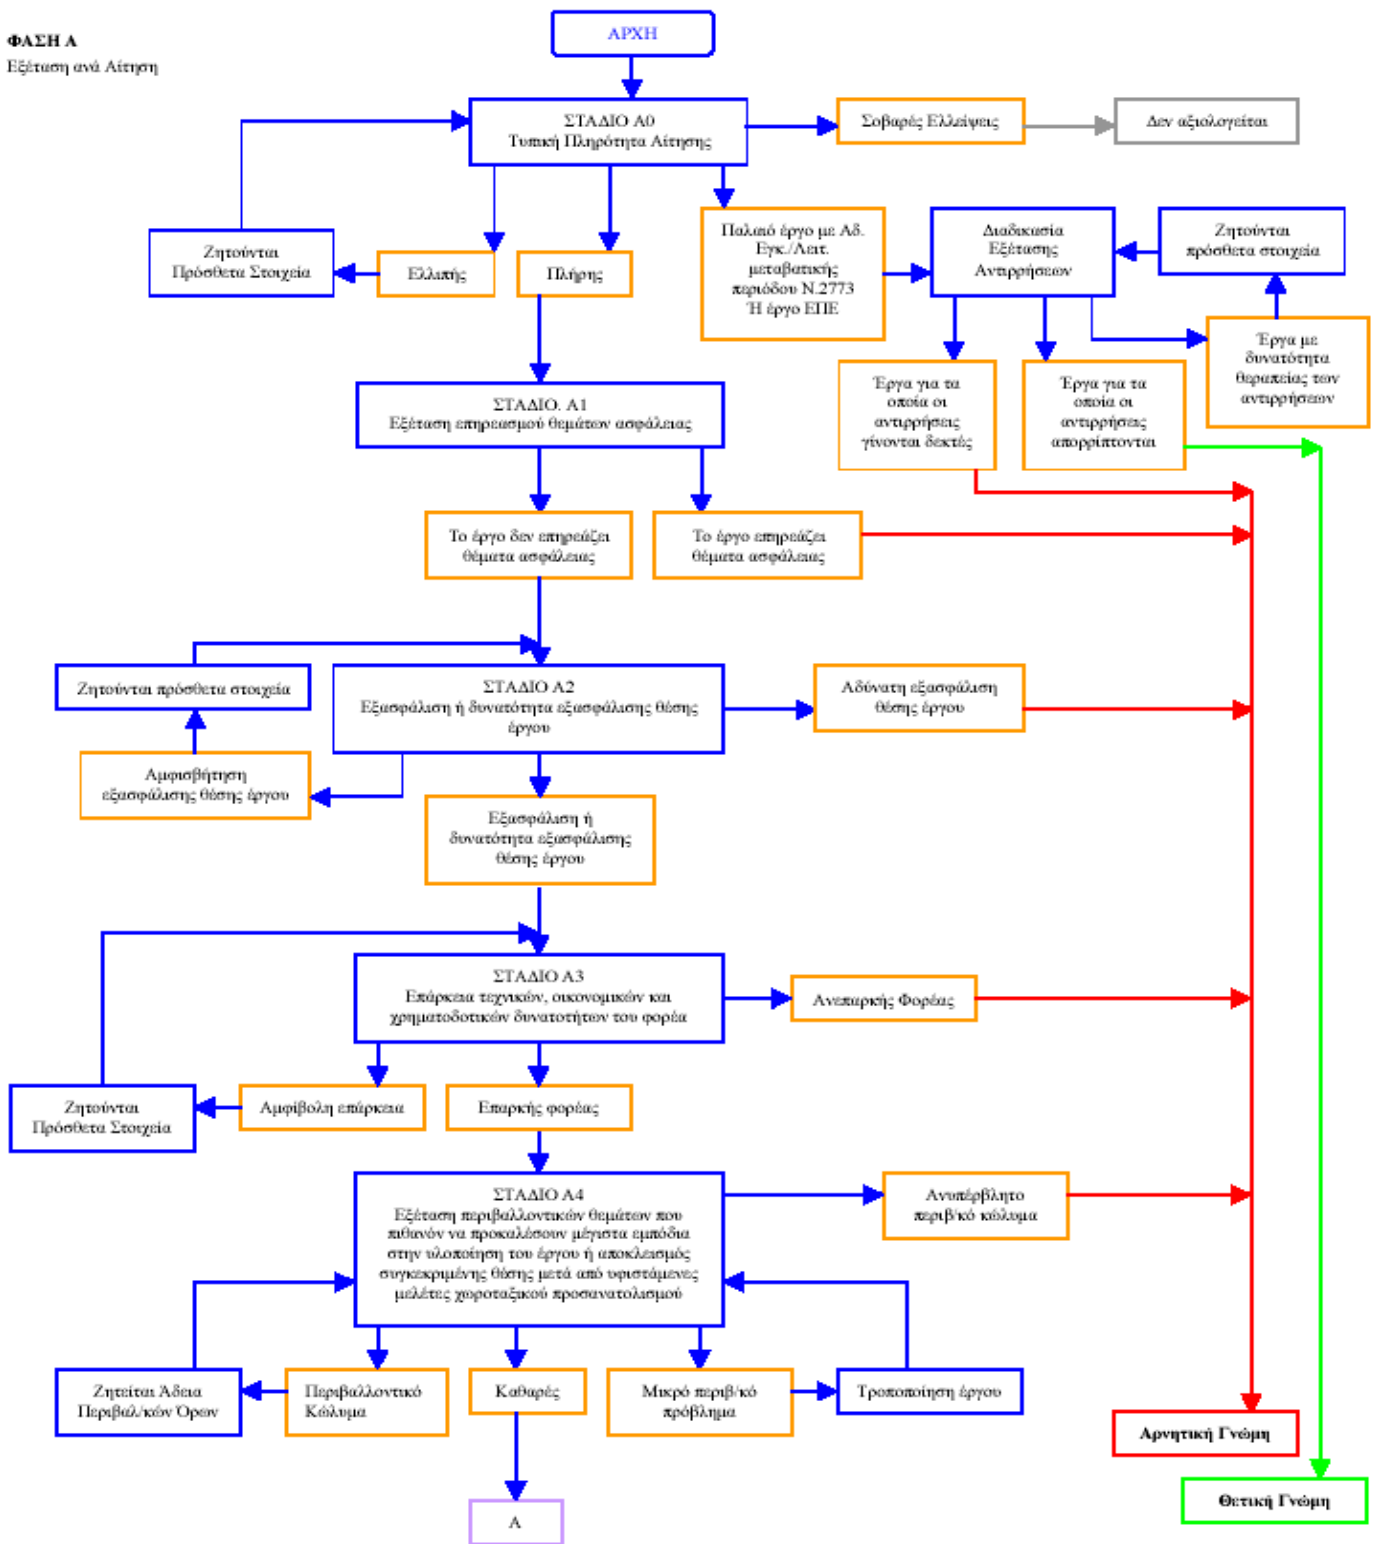 ΑΡΧΗ
ΦΑΣΗ Α
Εξέταση ανά Αίτηση
ΣΤΑΔΙΟ Α0
Τυπική Πληρότητα Αίτησης
Σοβαρές Ελλείψεις
Δεν αξιολογείται
Ζητούνται
Πρόσθετα Στοιχεία
Ελλιπής
Πλήρης
Παλαιό έργο με Αδ.
Εγκ./Λειτ.
μεταβατικής
περιόδου Ν.2773
Ή έργο ΕΠΕ
Διαδικασία
Εξέτασης
Αντιρρήσεων
Ζητούνται
πρόσθετα στοιχεία
Έργα με
δυνατότητα
θεραπείας των
αντιρρήσεων
Έργα για τα
οποία οι
αντιρρήσεις
γίνονται δεκτές
Έργα για τα
οποία οι
αντιρρήσεις
απορρίπτονται
ΣΤΑΔΙΟ. Α1
Εξέταση επηρεασμού θεμάτων ασφάλειας
Το έργο δεν επηρεάζει
θέματα ασφάλειας
Το έργο επηρεάζει
θέματα ασφάλειας
Ζητούνται πρόσθετα στοιχεία
ΣΤΑΔΙΟ Α2
Εξασφάλιση ή δυνατότητα εξασφάλισης θέσης
έργου
Αδύνατη εξασφάλιση
θέσης έργου
Αμφισβήτηση
εξασφάλισης θέσης έργου
Εξασφάλιση ή
δυνατότητα εξασφάλισης
θέσης έργου
ΣΤΑΔΙΟ Α3
Επάρκεια τεχνικών, οικονομικών και
χρηματοδοτικών δυνατοτήτων του φορέα
Ανεπαρκής Φορέας
Ζητούνται
Πρόσθετα Στοιχεία
Αμφίβολη επάρκεια
Επαρκής φορέας
ΣΤΑΔΙΟ Α4
Εξέταση περιβαλλοντικών θεμάτων που
πιθανόν να προκαλέσουν μέγιστα εμπόδια
στην υλοποίηση του έργου ή αποκλεισμός
συγκεκριμένης θέσης μετά από υφιστάμενες
μελέτες χωροταξικού προσανατολισμού
Ανυπέρβλητο
περιβ/κό κώλυμα
Ζητείται Άδεια
Περιβαλ/κών Όρων
Περιβαλλοντικό
Κώλυμα
Καθαρές
Μικρό περιβ/κό
πρόβλημα
Τροποποίηση έργου
Αρνητική Γνώμη
Θετική Γνώμη
Α